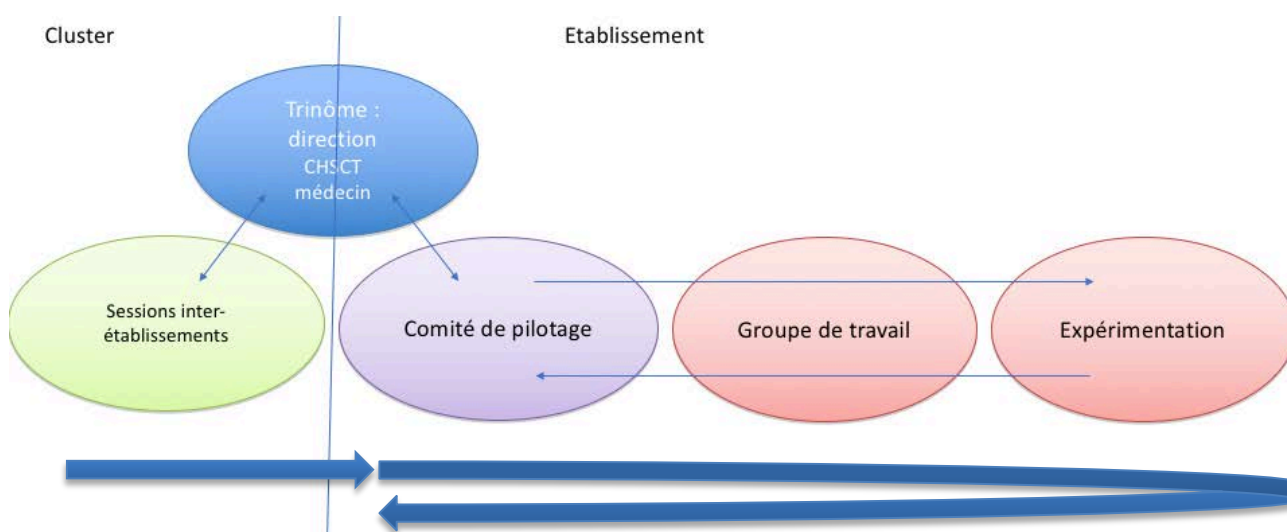 Cluster
Etablissement
Trinôme :
direction
CHSCT
médecin
Sessions inter-
établissements
Comité de pilotage
Groupe de travail
Expérimentation